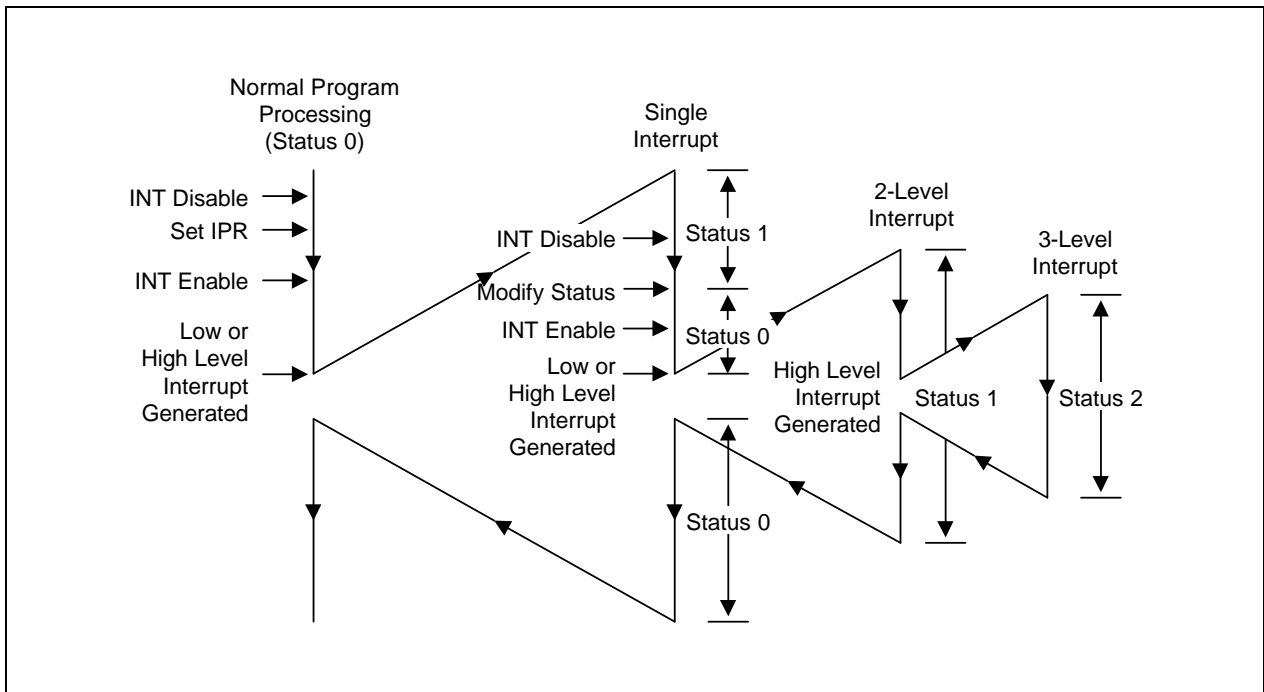 Normal Program
Processing
(Status 0)
INT Disable
Set IPR
INT Enable
Low or
High Level
Interrupt
Generated
Single
Interrupt
INT Disable
Modify Status
INT Enable
Low or
High Level
Interrupt
Generated
Status 1
Status 0
Status 0
2-Level
Interrupt
High Level
Interrupt
Generated
Status 1
3-Level
Interrupt
Status 2